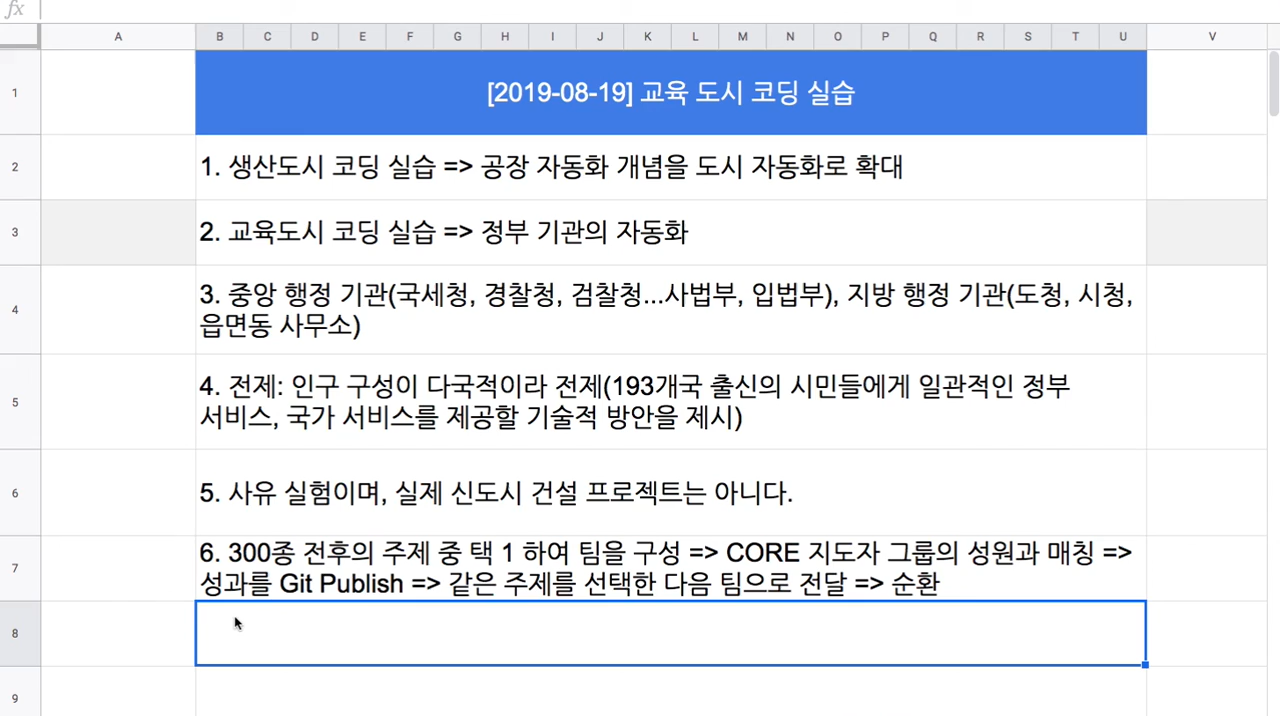 fx
A B C D E F G H I J K L M N O P Q R S T U V
1 [2019-08-19] 교육 도시 코딩 실습
2 1. 생산도시 코딩 실습 => 공장 자동화 개념을 도시 자동화로 확대
3 2. 교육도시 코딩 실습 => 정부 기관의 자동화
4 3. 중앙 행정 기관(국세청, 경찰청, 검찰청...사법부, 입법부), 지방 행정 기관(도청, 시청,
읍면동 사무소)
5 4. 전제: 인구 구성이 다국적이라 전제(193개국 출신의 시민들에게 일관적인 정부
서비스, 국가 서비스를 제공할 기술적 방안을 제시)
6 5. 사유 실험이며, 실제 신도시 건설 프로젝트는 아니다.
7 6. 300종 전후의 주제 중 택 1 하여 팀을 구성 => CORE 지도자 그룹의 성원과 매칭 =>
성과를 Git Publish => 같은 주제를 선택한 다음 팀으로 전달 => 순환
8
9